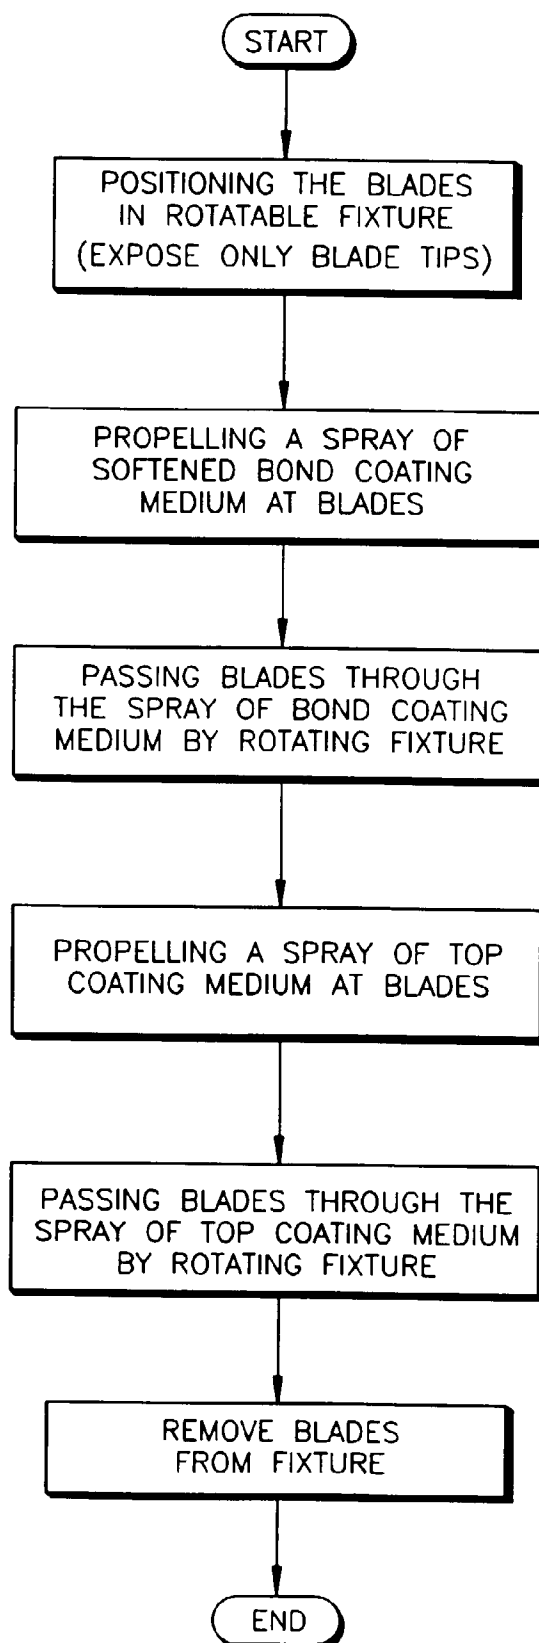 START
POSITIONING THE BLADES
IN ROTATABLE FIXTURE
(EXPOSE ONLY BLADE TIPS)
PROPELLING A SPRAY OF
SOFTENED BOND COATING
MEDIUM AT BLADES
PASSING BLADES THROUGH
THE SPRAY OF BOND COATING
MEDIUM BY ROTATING FIXTURE
PROPELLING A SPRAY OF TOP
COATING MEDIUM AT BLADES
PASSING BLADES THROUGH THE
SPRAY OF TOP COATING MEDIUM
BY ROTATING FIXTURE
REMOVE BLADES
FROM FIXTURE
END